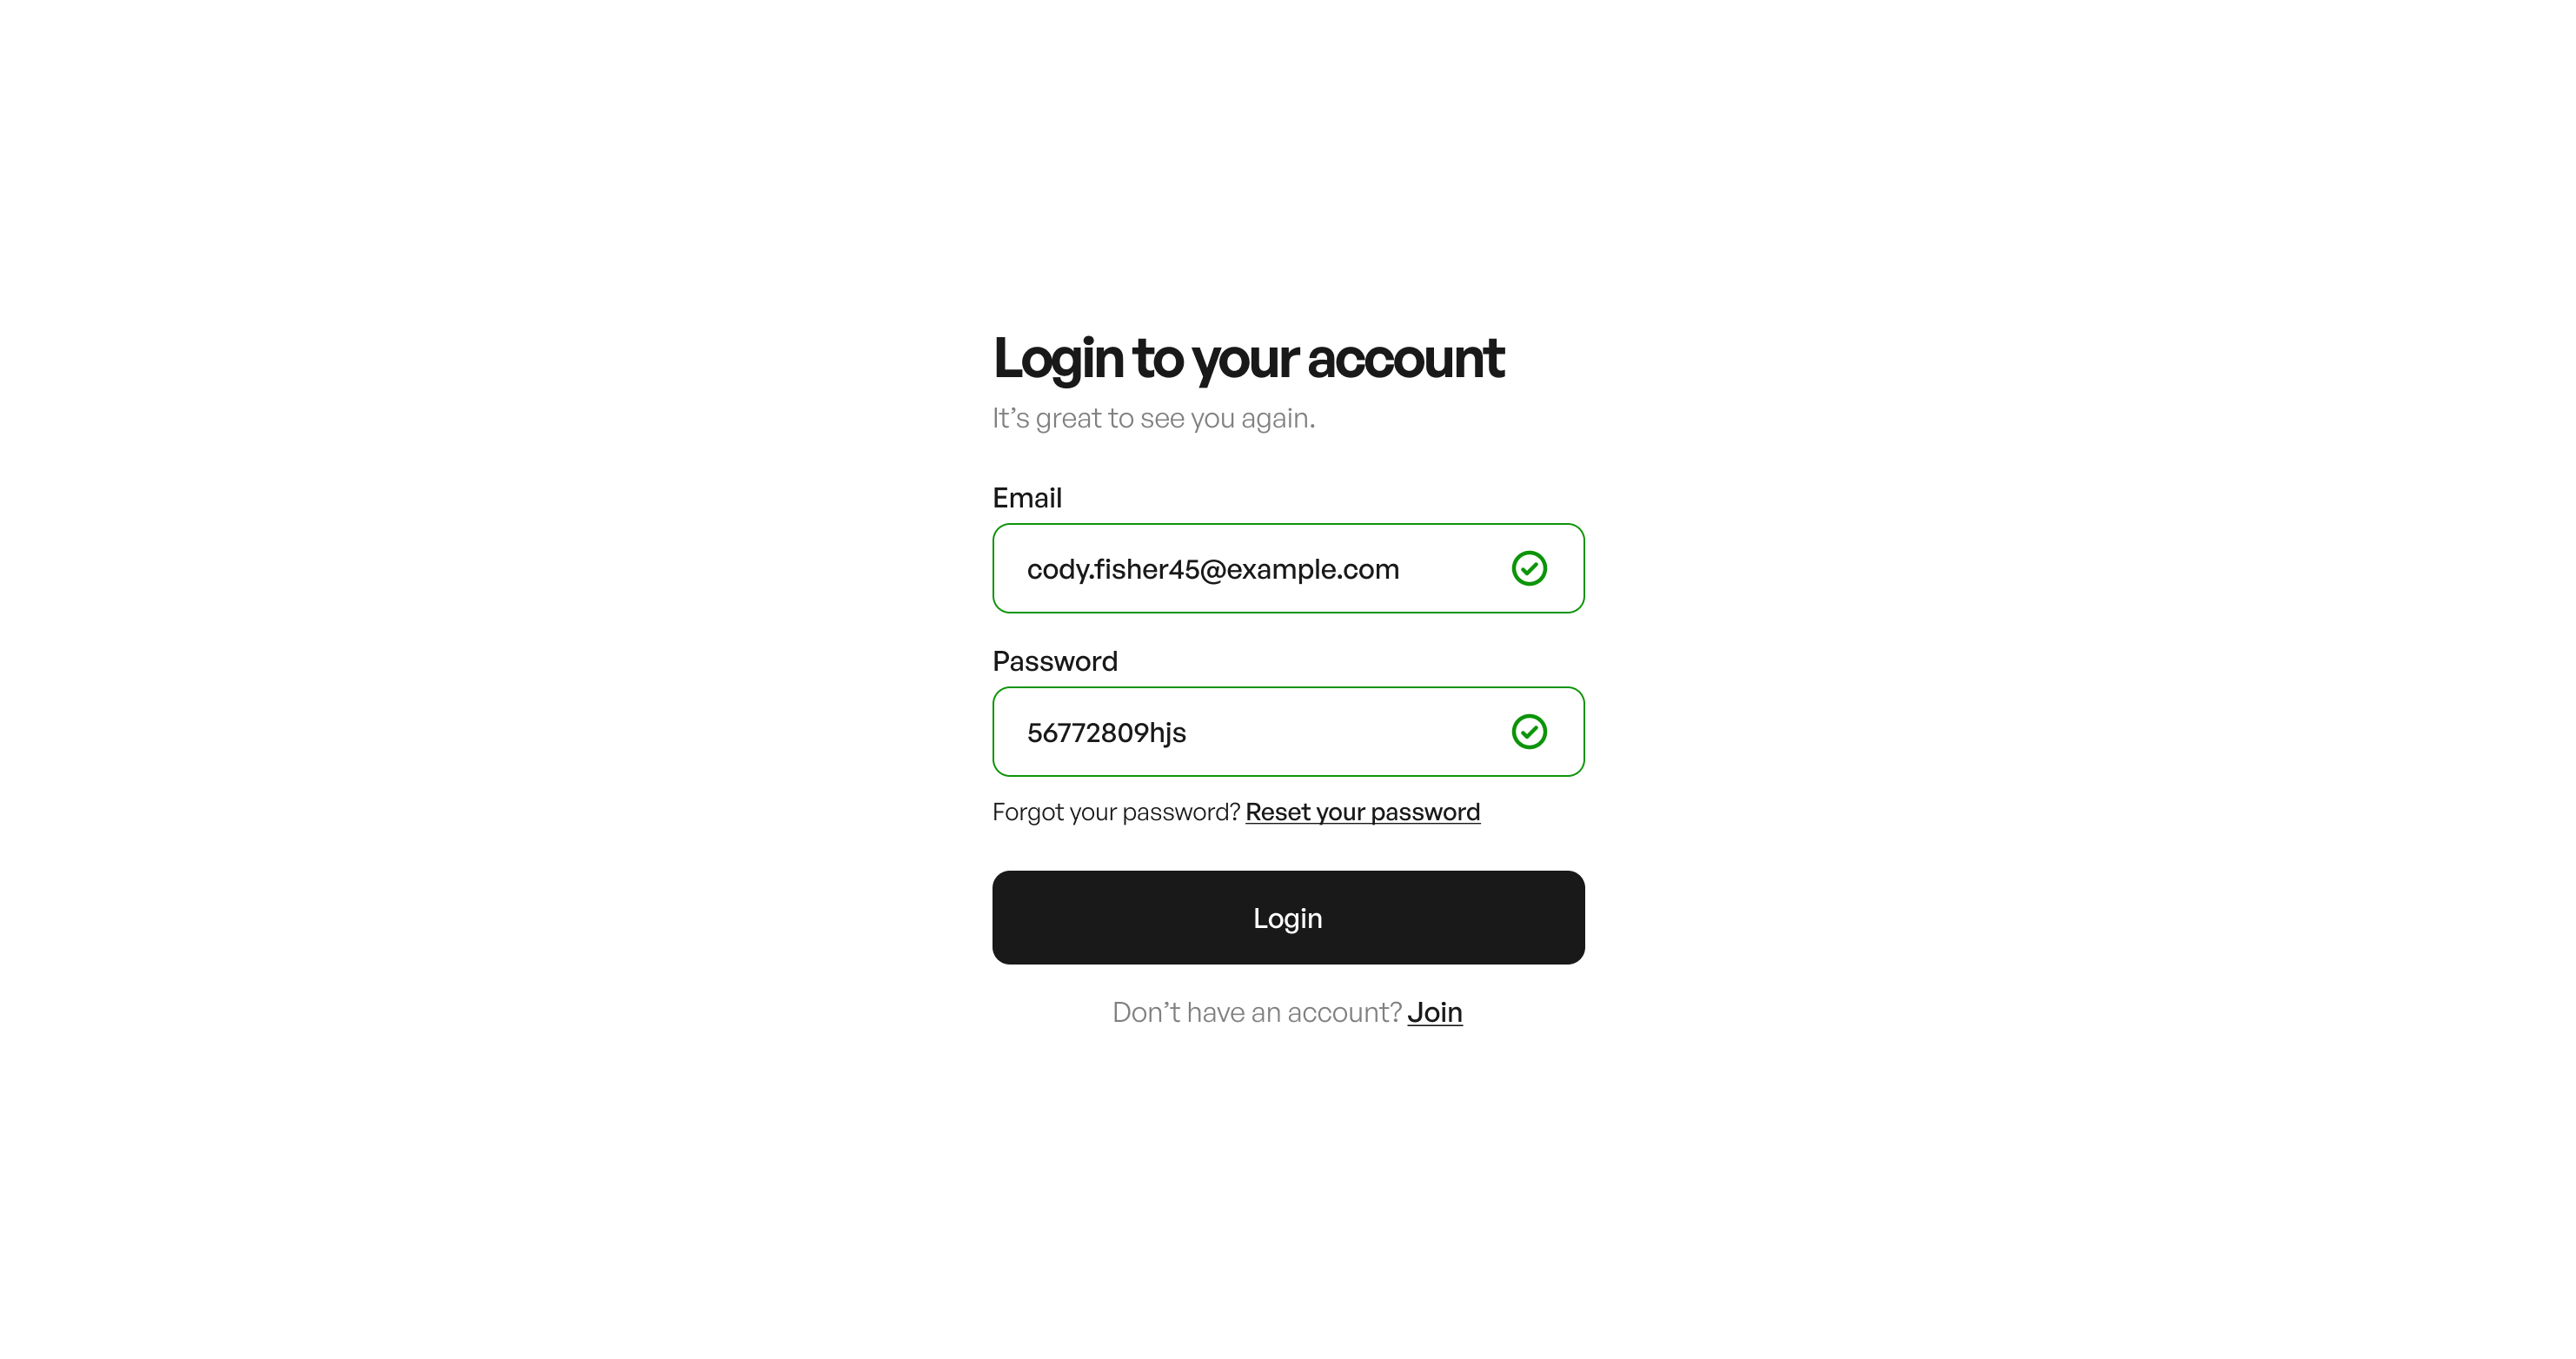 Login to your account
It’s great to see you again.
Email
cody.fisher45@example.com
Password
56772809hjs
Forgot your password? Reset your password
Login
Don’t have an account? Join